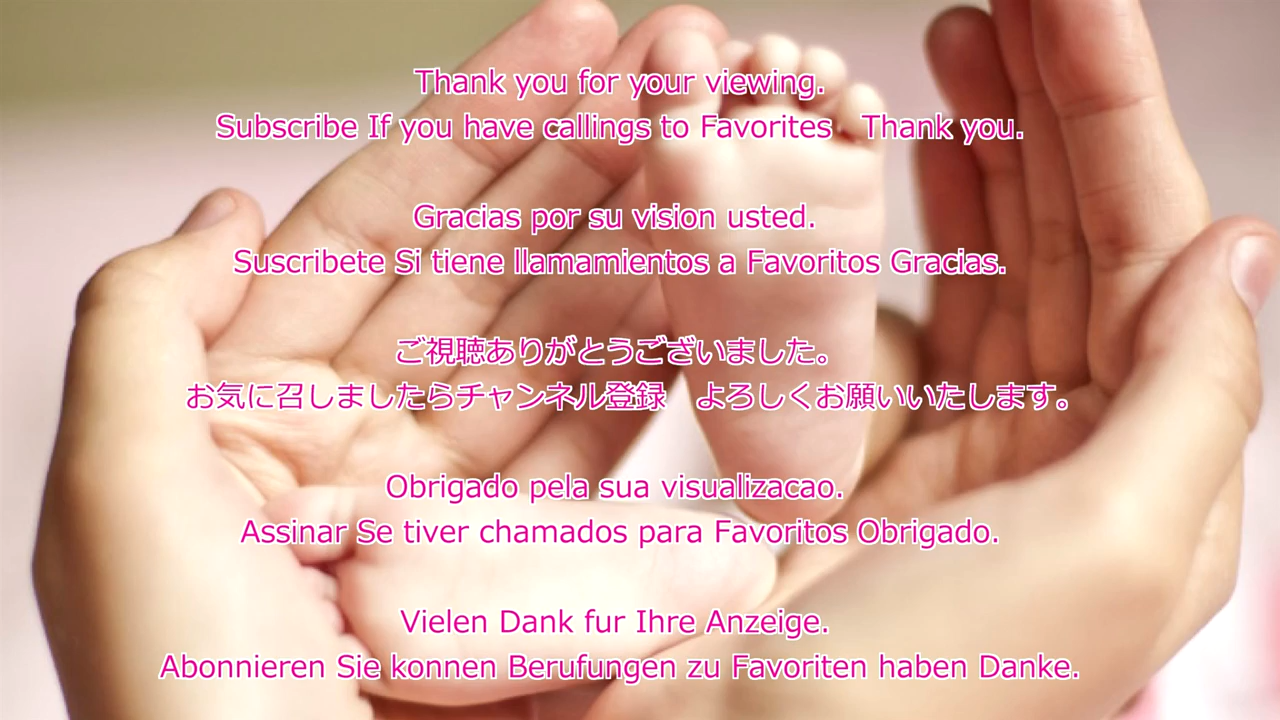 Thank you for your viewing.
Subscribe If you have callings to Favorites　Thank you.
Gracias por su vision usted.
Suscribete Si tiene llamamientos a Favoritos Gracias.
ご視聴ありがとうございました。
お気に召しましたらチャンネル登録　よろしくお願いいたします。
Obrigado pela sua visualizacao.
Assinar Se tiver chamados para Favoritos Obrigado.
Vielen Dank fur Ihre Anzeige.
Abonnieren Sie konnen Berufungen zu Favoriten haben Danke.